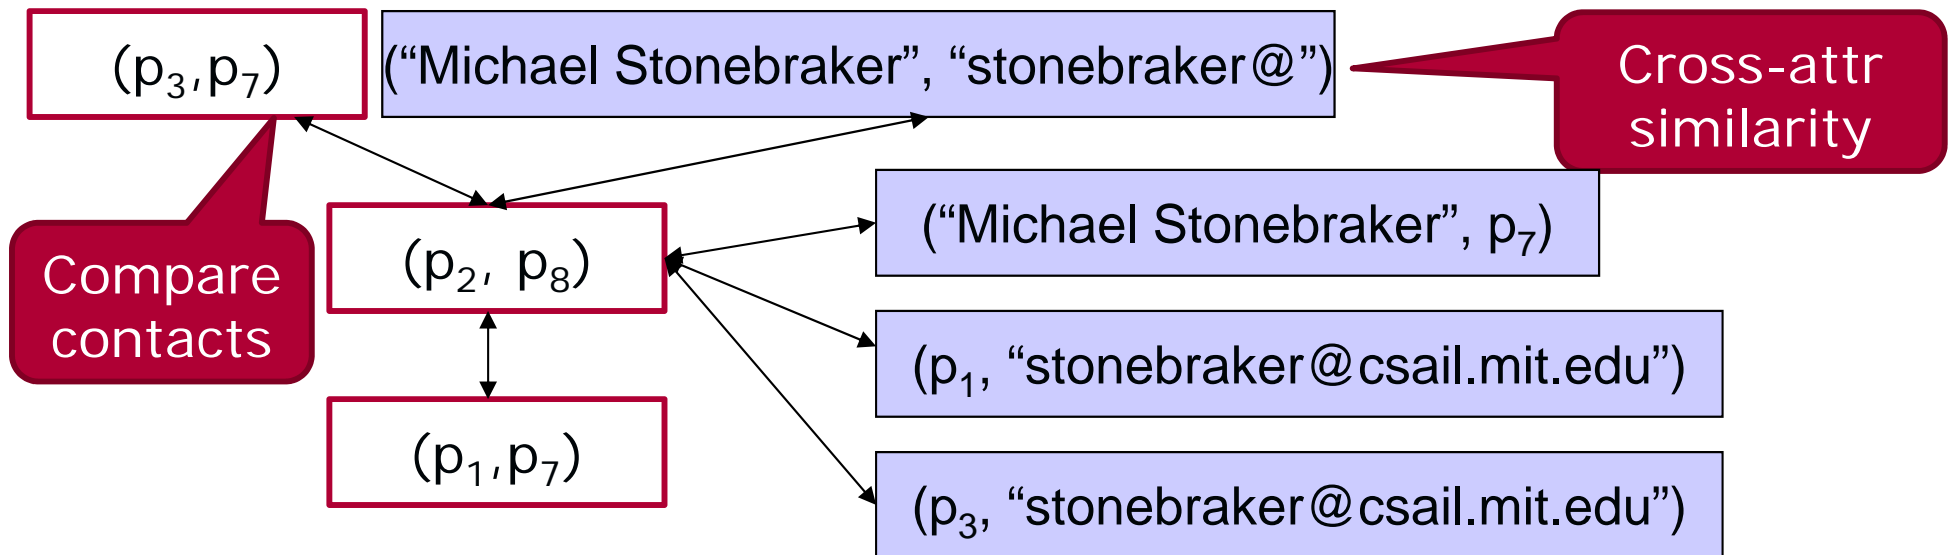 (p₃,p₇)
(“Michael Stonebraker”, “stonebraker@”)
Cross-attr
similarity
(“Michael Stonebraker”, p₇)
(p₂, p₈)
Compare
contacts
(p₁, “stonebraker@csail.mit.edu”)
(p₁,p₇)
(p₃, “stonebraker@csail.mit.edu”)